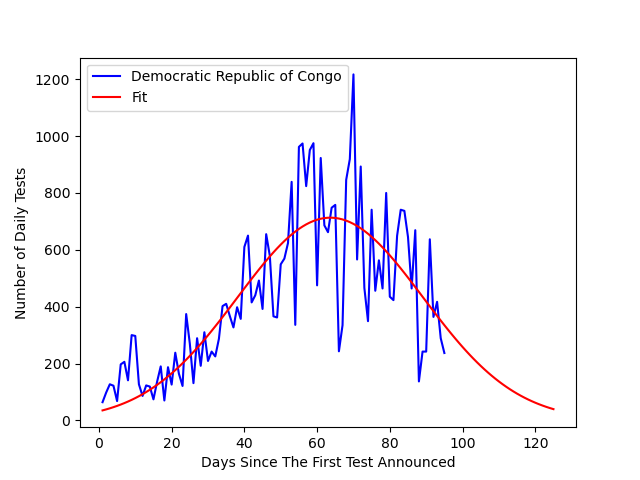 Democratic Republic of Congo
Fit
1200
1000
800
600
400
200
0
Number of Daily Tests
0 20 40 60 80 100 120
Days Since The First Test Announced